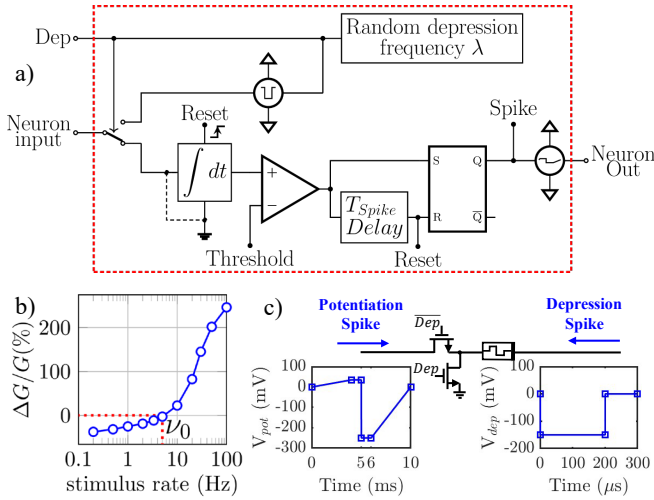 Dep
Random depression
frequency λ
a)
Reset
Spike
Neuron
input
∫ dt
+
−
S
Q
R
Q̅
T_Spike
Delay
Neuron
Out
Threshold
Reset
b)
ΔG/G(%)
200
100
0
ν₀
0.1
1
10
100
stimulus rate (Hz)
c)
Potentiation
Spike
D̅e̅p̅
Dep
Depression
Spike
V_pot (mV)
100
0
-100
-200
-300
0
5
6
10
Time (ms)
V_dep (mV)
100
0
-100
-200
0
100
200
300
Time (µs)